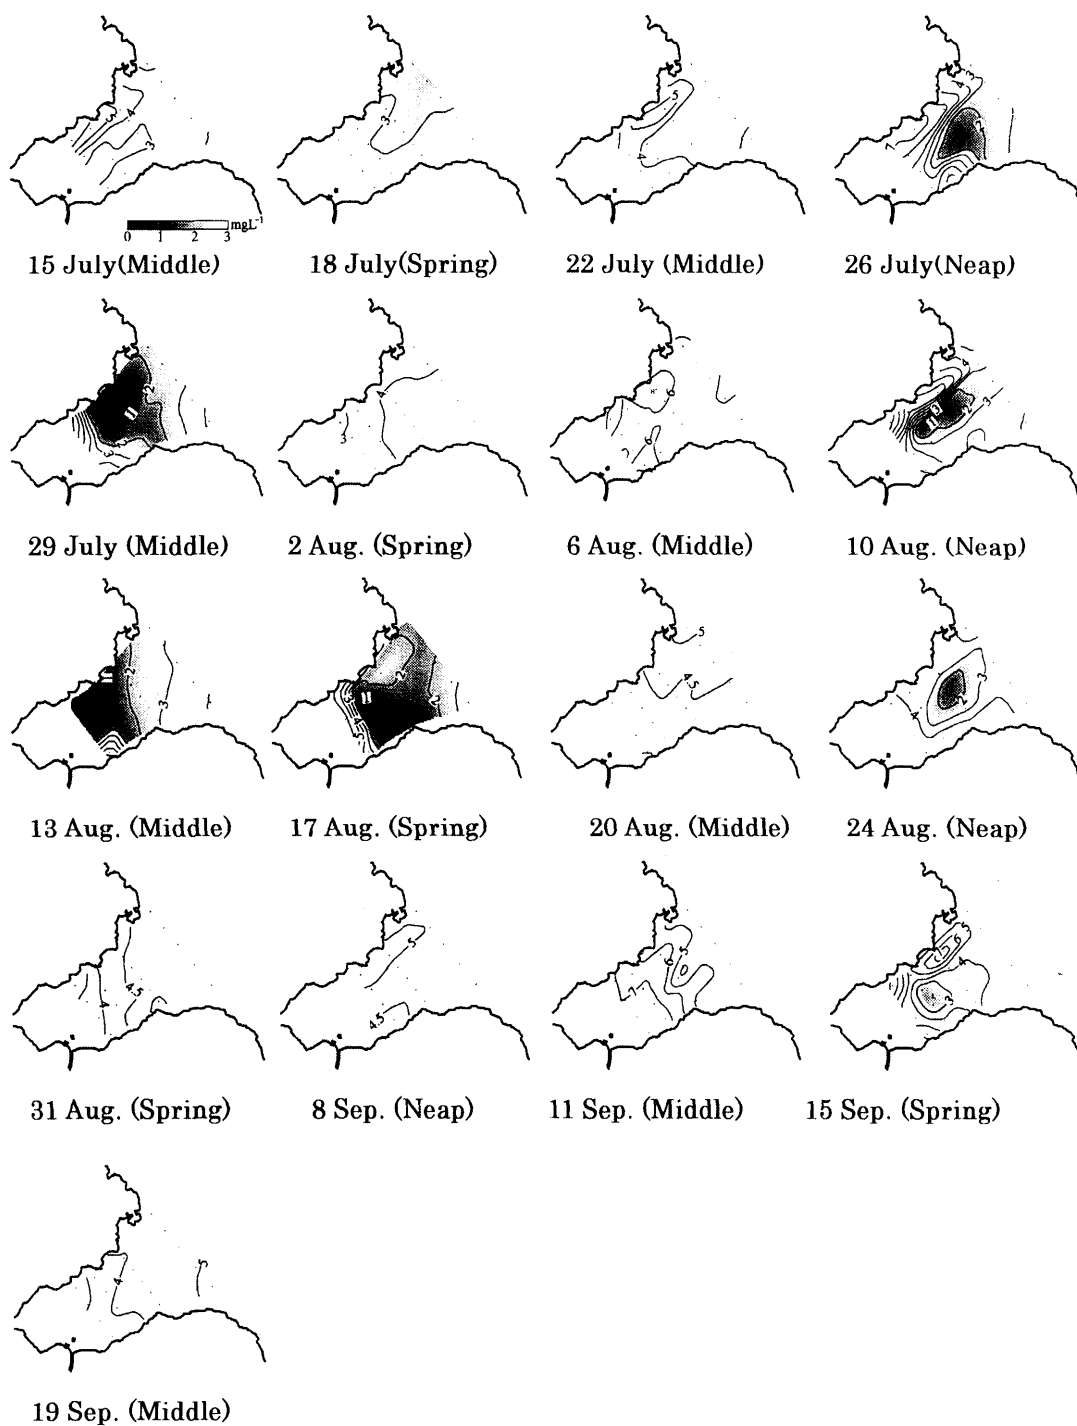 0 1 2 3 mgL⁻¹
15 July(Middle) 18 July(Spring) 22 July (Middle) 26 July(Neap)
29 July (Middle) 2 Aug. (Spring) 6 Aug. (Middle) 10 Aug. (Neap)
13 Aug. (Middle) 17 Aug. (Spring) 20 Aug. (Middle) 24 Aug. (Neap)
31 Aug. (Spring) 8 Sep. (Neap) 11 Sep. (Middle) 15 Sep. (Spring)
19 Sep. (Middle)